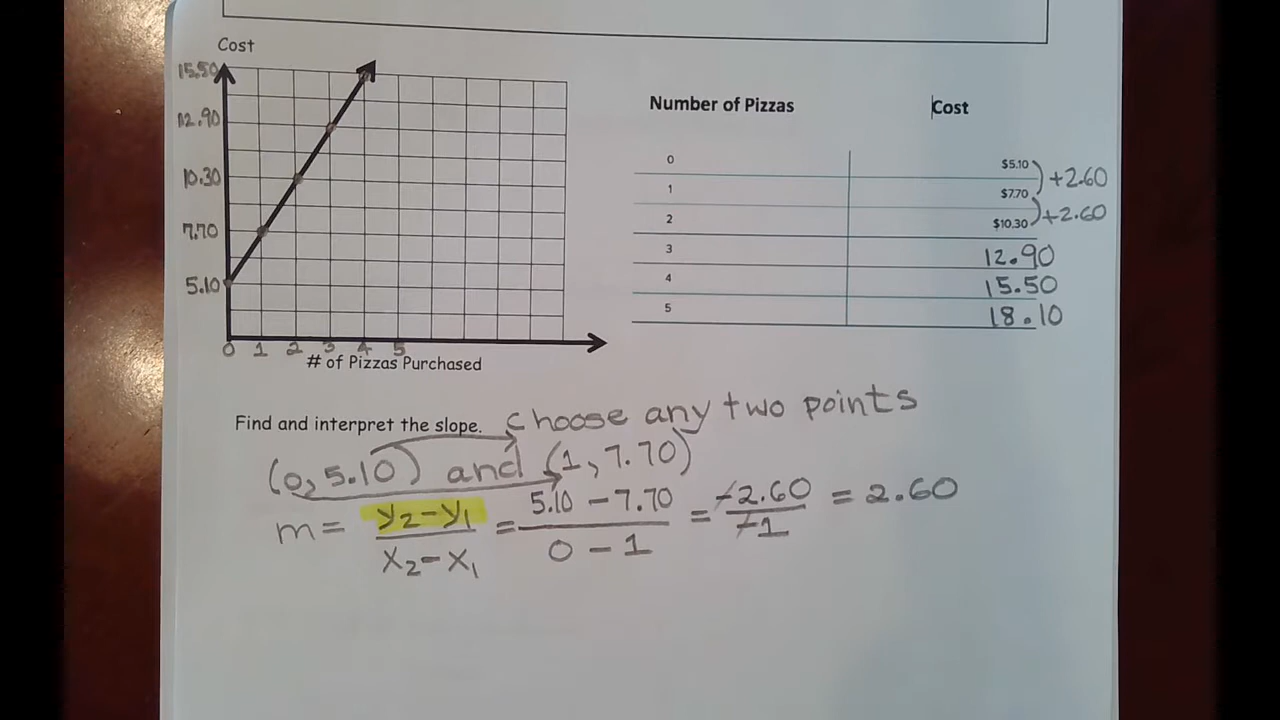 Cost
15.50
12.90
10.30
7.70
5.10
0 1 2 3 4 5
# of Pizzas Purchased
Number of Pizzas Cost
0 $5.10
+2.60
1 $7.70
+2.60
2 $10.30
3 12.90
4 15.50
5 18.10
Find and interpret the slope. choose any two points
(0, 5.10) and (1, 7.70)
m = y2-y1 / x2-x1 = 5.10 - 7.70 / 0 - 1 = -2.60 / -1 = 2.60